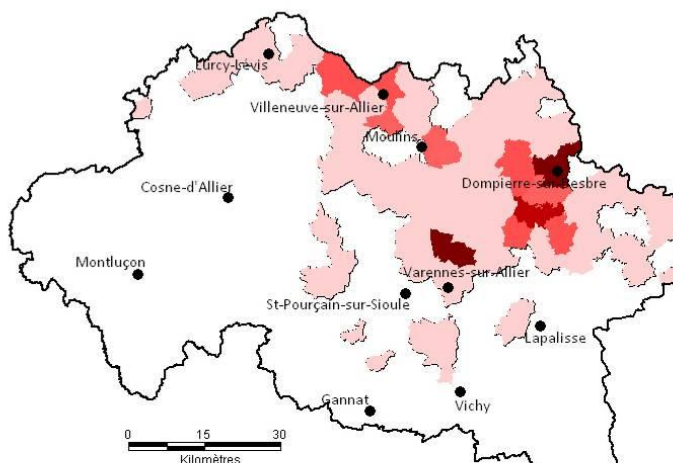 Lurcy-Lévis
Villeneuve-sur-Allier
Moulins
Dompierre-sur-Besbre
Cosne-d'Allier
Montluçon
Varennes-sur-Allier
St-Pourçain-sur-Sioule
Lapalisse
Gannat
Vichy
0 15 30
Kilomètres